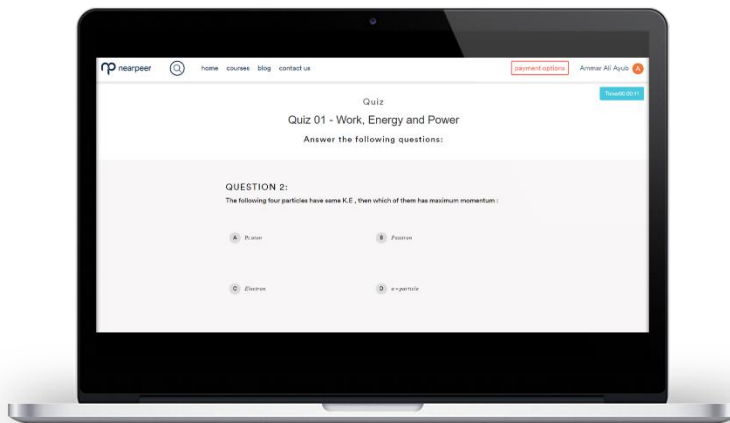 nearpeer home courses blog contact us payment options Ammar Ali Ayub A
Quiz
Quiz 01 - Work, Energy and Power
Answer the following questions:
QUESTION 2:
The following four particles have same K.E , then which of them has maximum momentum :
A Proton B Positron
C Electron D α-particle